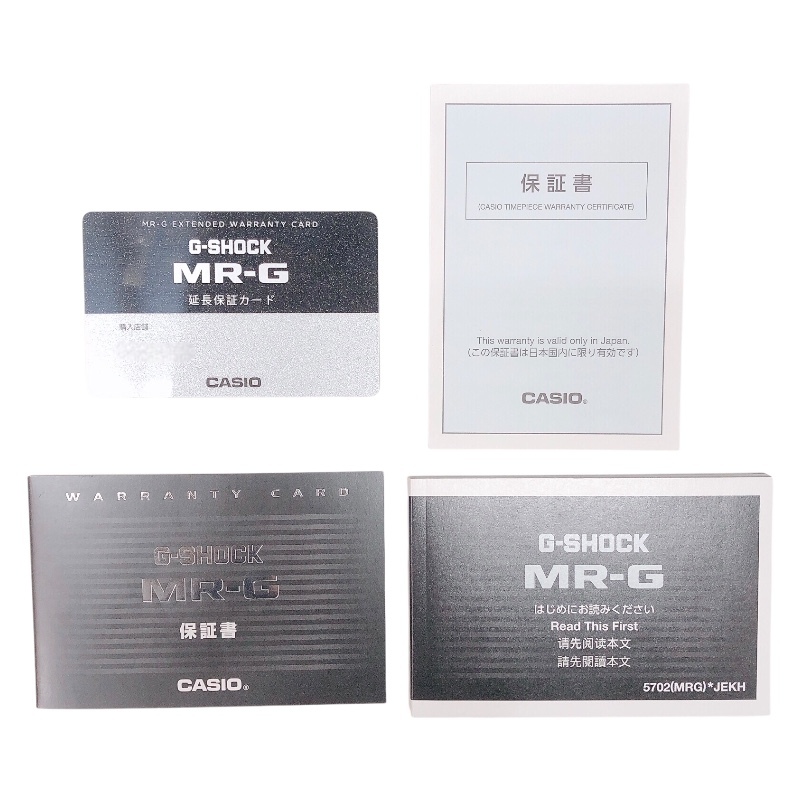 MR-G EXTENDED WARRANTY CARD
G-SHOCK
MR-G
延長保証カード
購入店舗
CASIO
保証書
(CASIO TIMEPIECE WARRANTY CERTIFICATE)
This warranty is valid only in Japan.
(この保証書は日本国内に限り有効です)
CASIO®
WARRANTY CARD
G-SHOCK
MR-G
保証書
CASIO®
G-SHOCK
MR-G
はじめにお読みください
Read This First
请先阅读本文
請先閱讀本文
5702(MRG)*JEKH